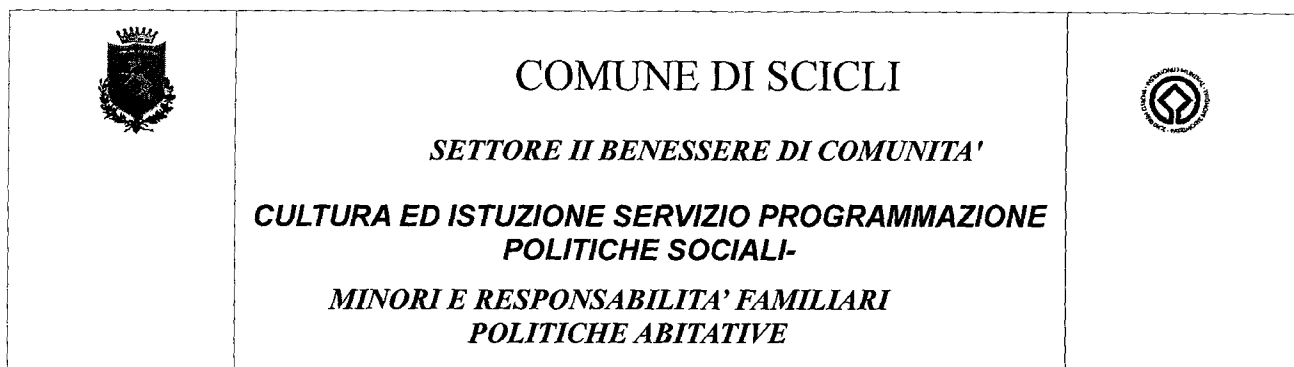 COMUNE DI SCICLI
SETTORE II BENESSERE DI COMUNITA'
CULTURA ED ISTUZIONE SERVIZIO PROGRAMMAZIONE
POLITICHE SOCIALI-
MINORI E RESPONSABILITA' FAMILIARI
POLITICHE ABITATIVE